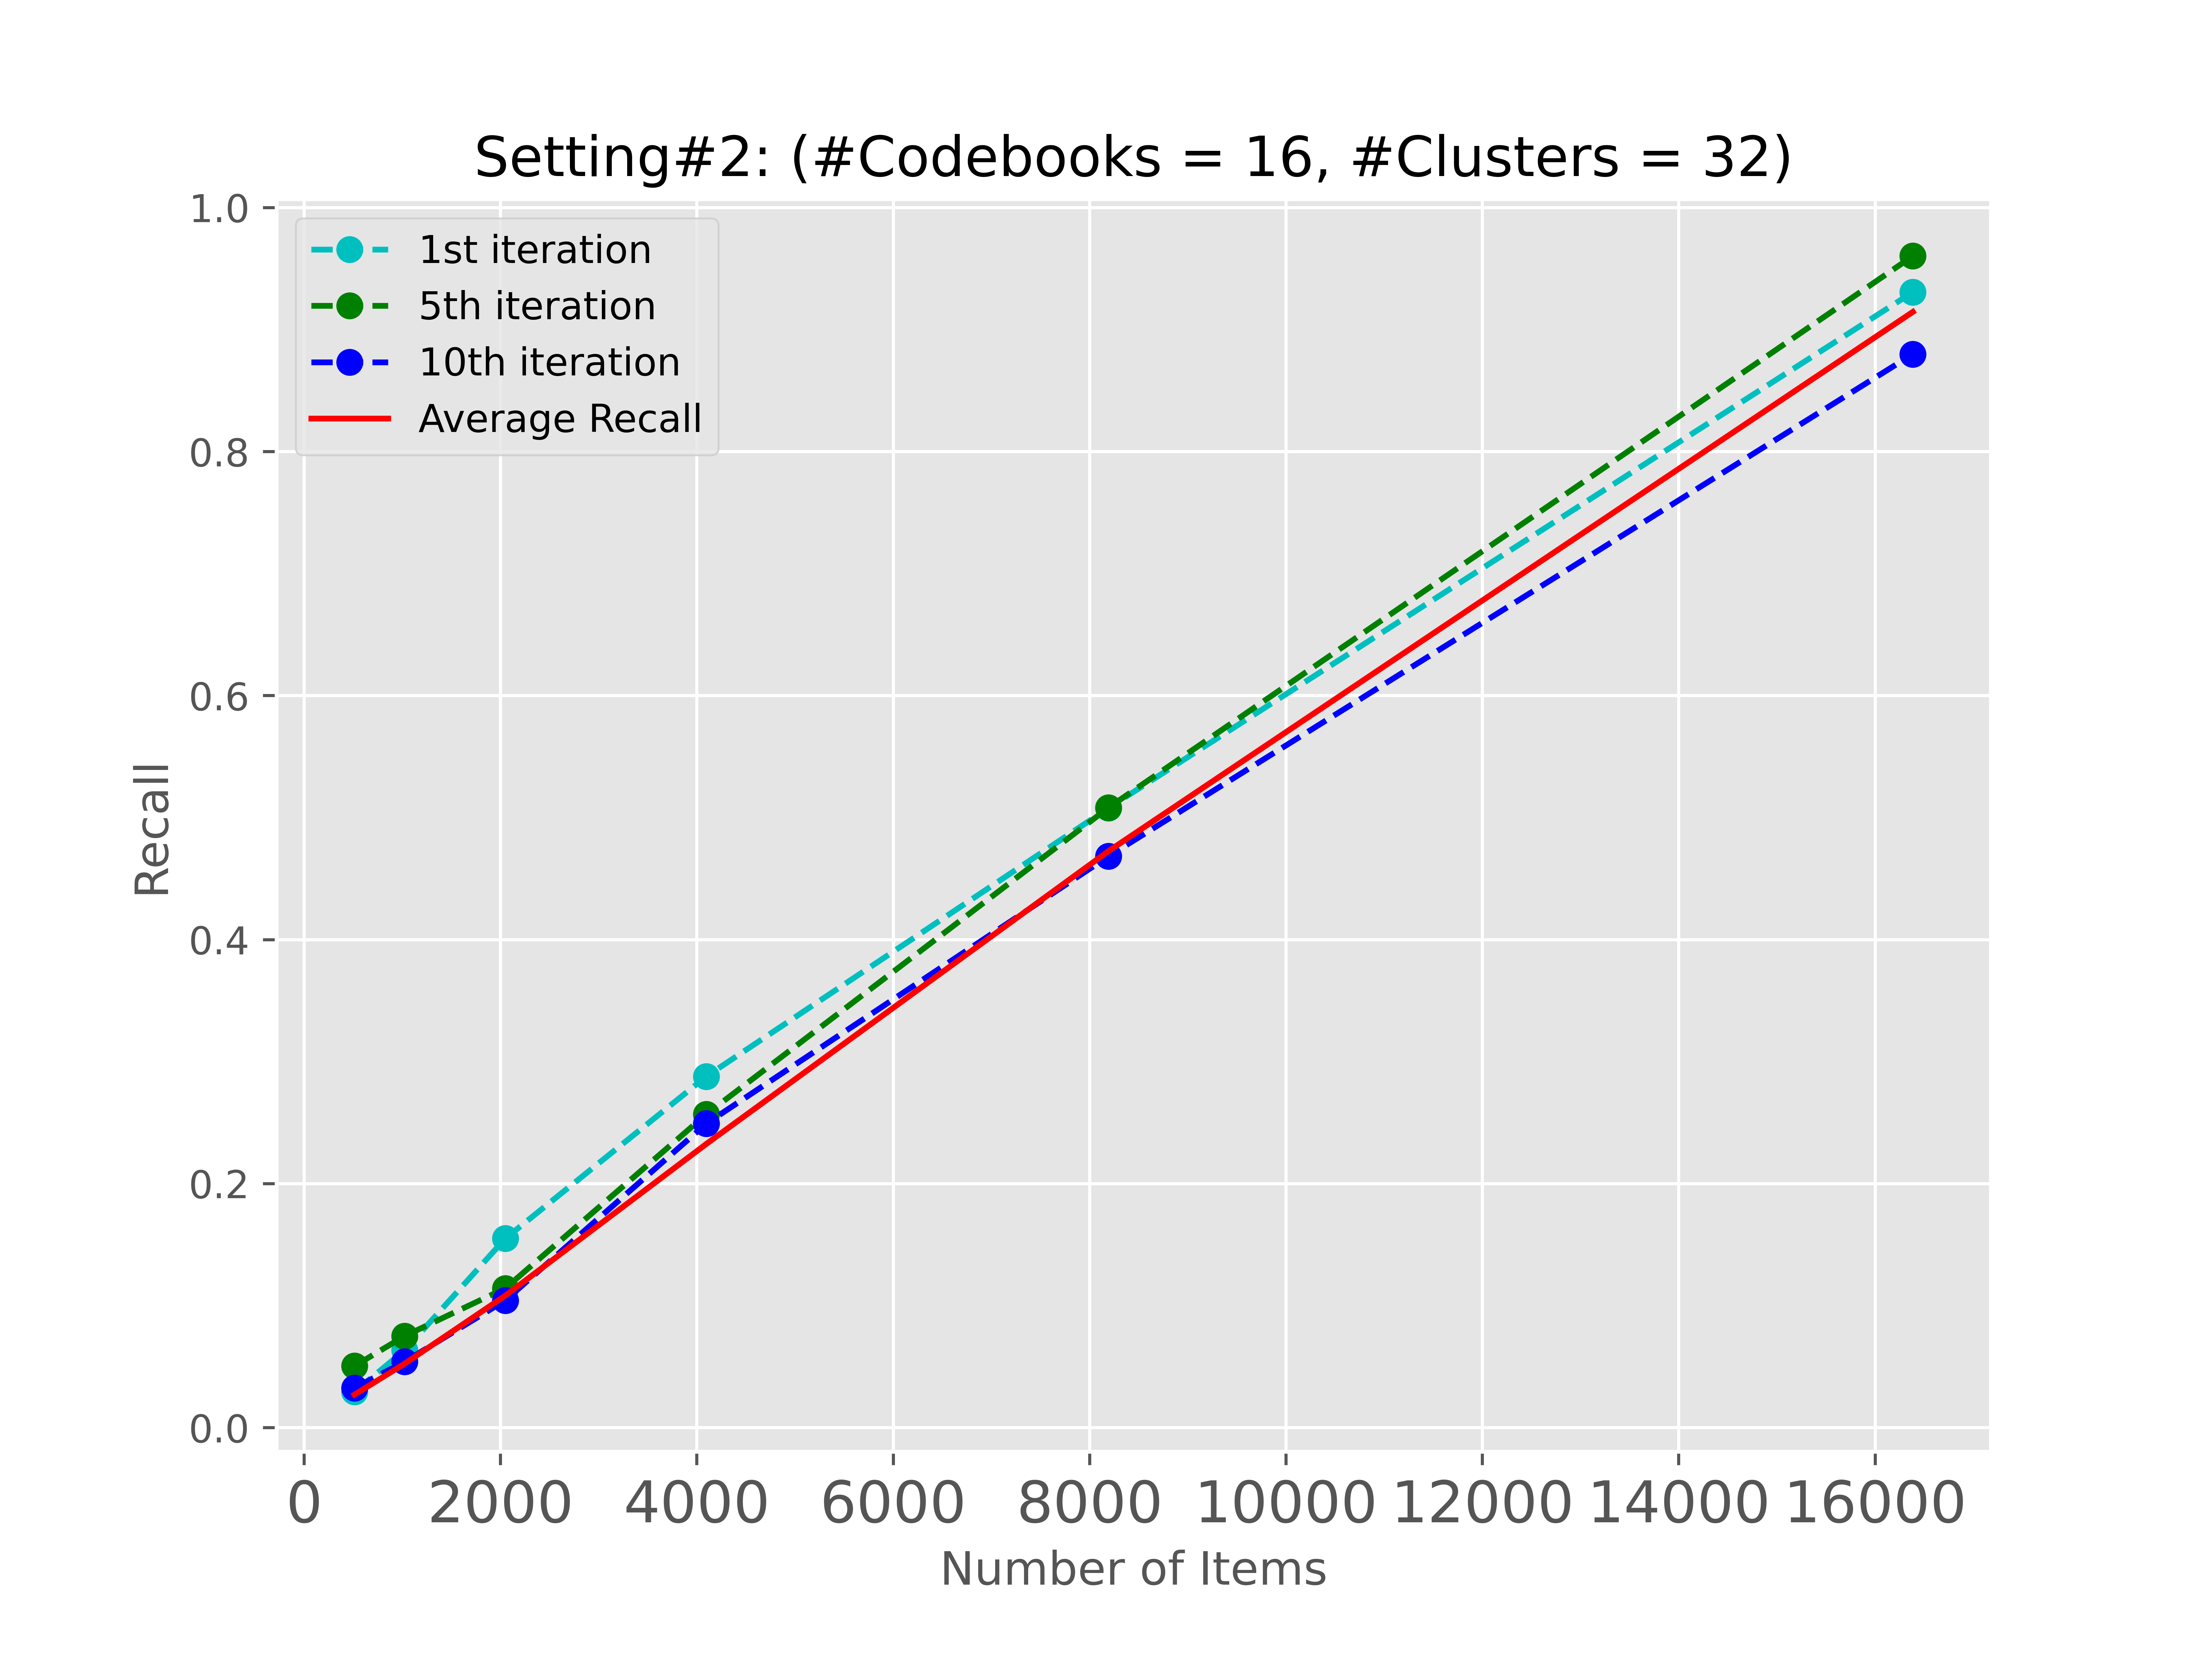 Setting#2: (#Codebooks = 16, #Clusters = 32)
1.0
0.8
0.6
0.4
0.2
0.0
1st iteration
5th iteration
10th iteration
Average Recall
Recall
0 2000 4000 6000 8000 10000 12000 14000 16000
Number of Items